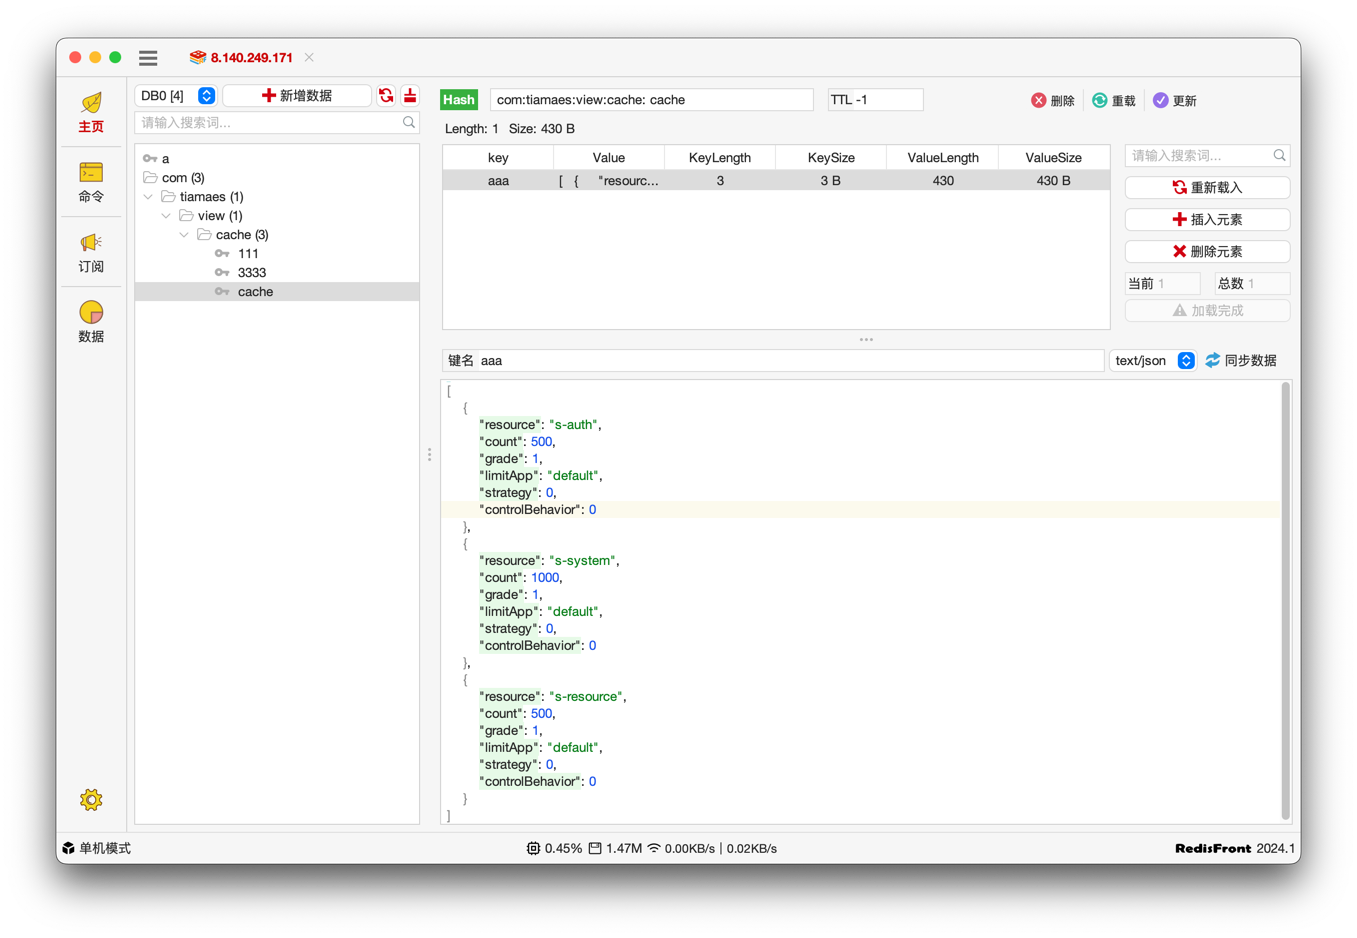 8.140.249.171
主页
命令
订阅
数据
DB0 [4]
新增数据
请输入搜索词...
a
com (3)
tiamaes (1)
view (1)
cache (3)
111
3333
cache
Hash
com:tiamaes:view:cache: cache
TTL -1
删除
重载
更新
Length: 1 Size: 430 B
key Value KeyLength KeySize ValueLength ValueSize
aaa [ { "resourc... 3 3 B 430 430 B
请输入搜索词...
重新载入
插入元素
删除元素
当前 1 总数 1
加载完成
键名 aaa
text/json
同步数据
[
{
"resource": "s-auth",
"count": 500,
"grade": 1,
"limitApp": "default",
"strategy": 0,
"controlBehavior": 0
},
{
"resource": "s-system",
"count": 1000,
"grade": 1,
"limitApp": "default",
"strategy": 0,
"controlBehavior": 0
},
{
"resource": "s-resource",
"count": 500,
"grade": 1,
"limitApp": "default",
"strategy": 0,
"controlBehavior": 0
}
]
单机模式
0.45% 1.47M 0.00KB/s | 0.02KB/s
RedisFront 2024.1